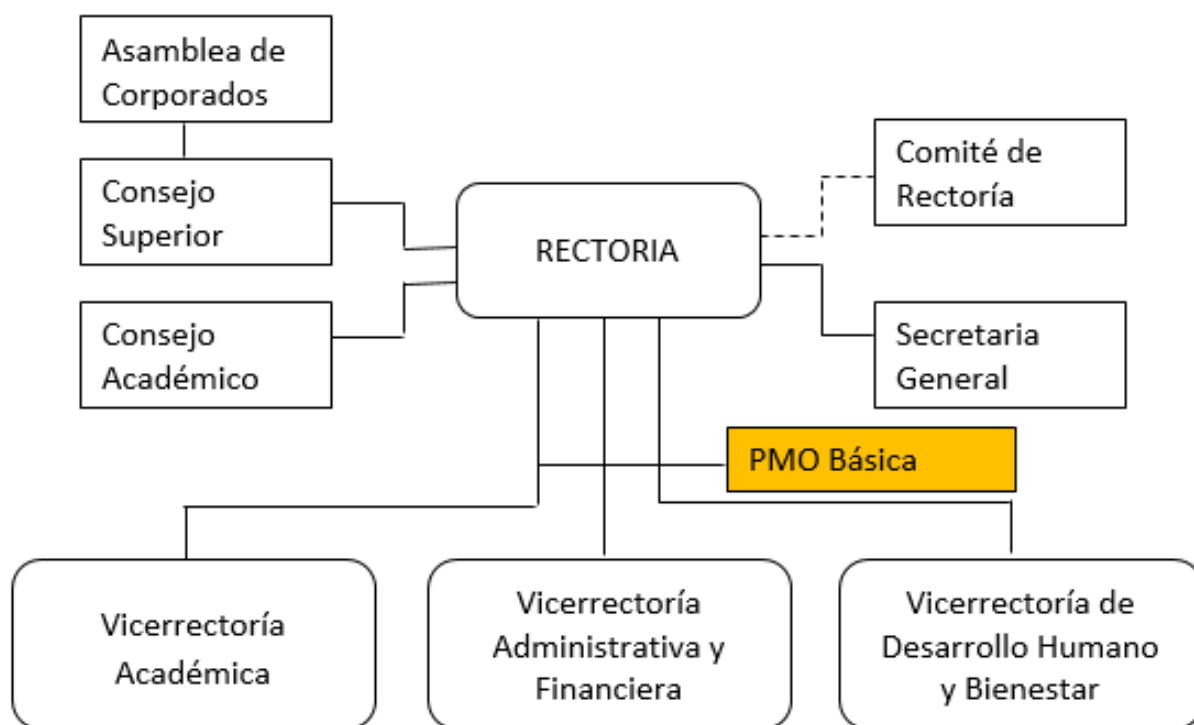 Asamblea de
Corporados
Consejo
Superior
Consejo
Académico
RECTORIA
Comité de
Rectoría
Secretaria
General
PMO Básica
Vicerrectoría
Académica
Vicerrectoría
Administrativa y
Financiera
Vicerrectoría de
Desarrollo Humano
y Bienestar